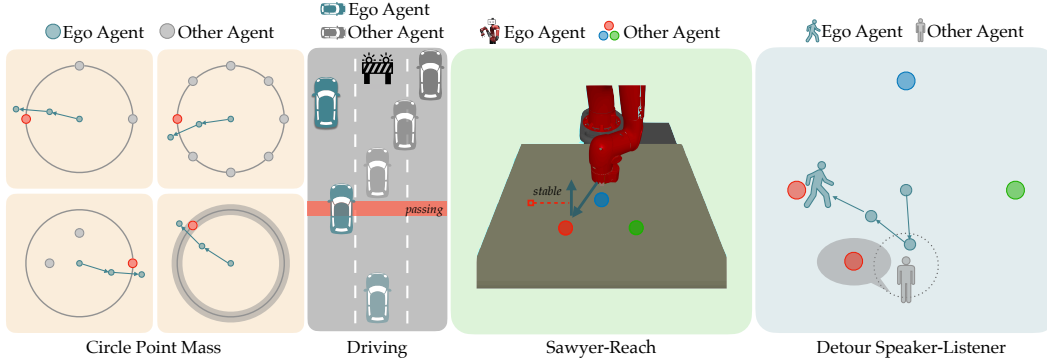 Ego Agent Other Agent
Ego Agent
Other Agent
Ego Agent Other Agent
Ego Agent Other Agent
passing
stable
Circle Point Mass
Driving
Sawyer-Reach
Detour Speaker-Listener